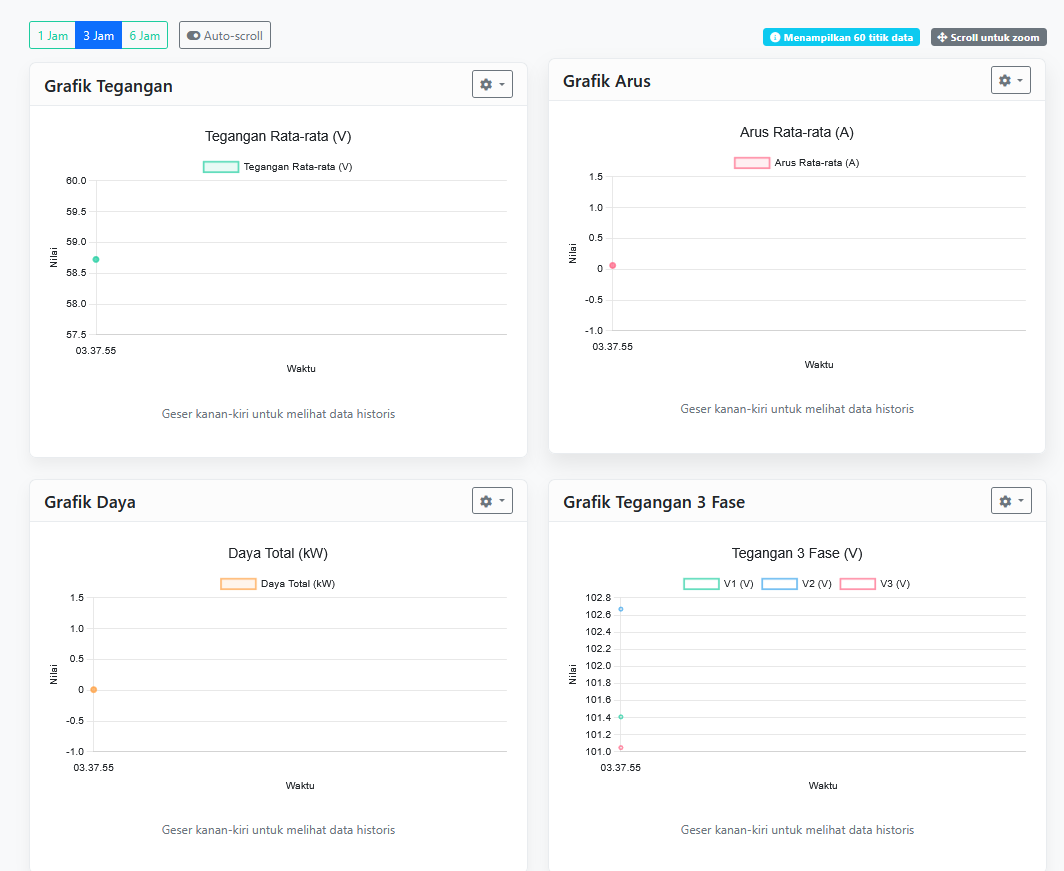 1 Jam 3 Jam 6 Jam Auto-scroll
Menampilkan 60 titik data Scroll untuk zoom
Grafik Tegangan
Tegangan Rata-rata (V)
Tegangan Rata-rata (V)
60.0
59.5
59.0
58.5
58.0
57.5
Nilai
03.37.55
Waktu
Geser kanan-kiri untuk melihat data historis
Grafik Arus
Arus Rata-rata (A)
Arus Rata-rata (A)
1.5
1.0
0.5
0
-0.5
-1.0
Nilai
03.37.55
Waktu
Geser kanan-kiri untuk melihat data historis
Grafik Daya
Daya Total (kW)
Daya Total (kW)
1.5
1.0
0.5
0
-0.5
-1.0
Nilai
03.37.55
Waktu
Geser kanan-kiri untuk melihat data historis
Grafik Tegangan 3 Fase
Tegangan 3 Fase (V)
V1 (V) V2 (V) V3 (V)
102.8
102.6
102.4
102.2
102.0
101.8
101.6
101.4
101.2
101.0
Nilai
03.37.55
Waktu
Geser kanan-kiri untuk melihat data historis